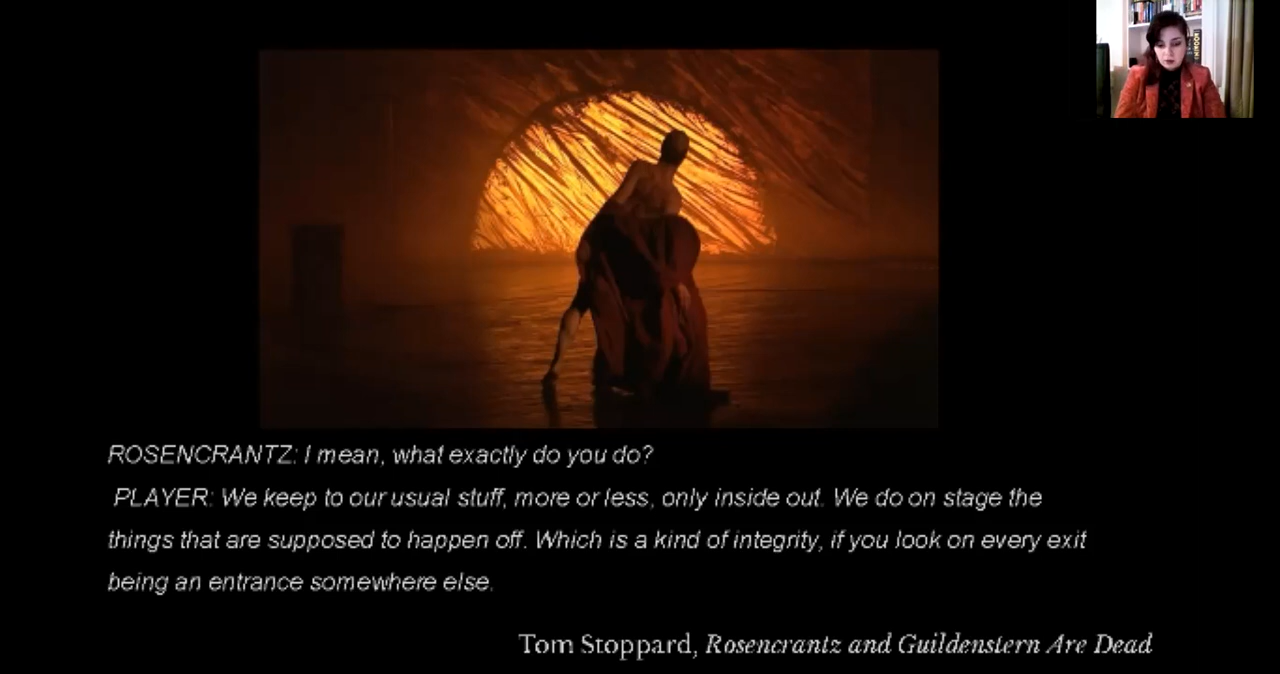 ROSENCRANTZ: I mean, what exactly do you do?
PLAYER: We keep to our usual stuff, more or less, only inside out. We do on stage the
things that are supposed to happen off. Which is a kind of integrity, if you look on every exit
being an entrance somewhere else.
Tom Stoppard, Rosencrantz and Guildenstern Are Dead